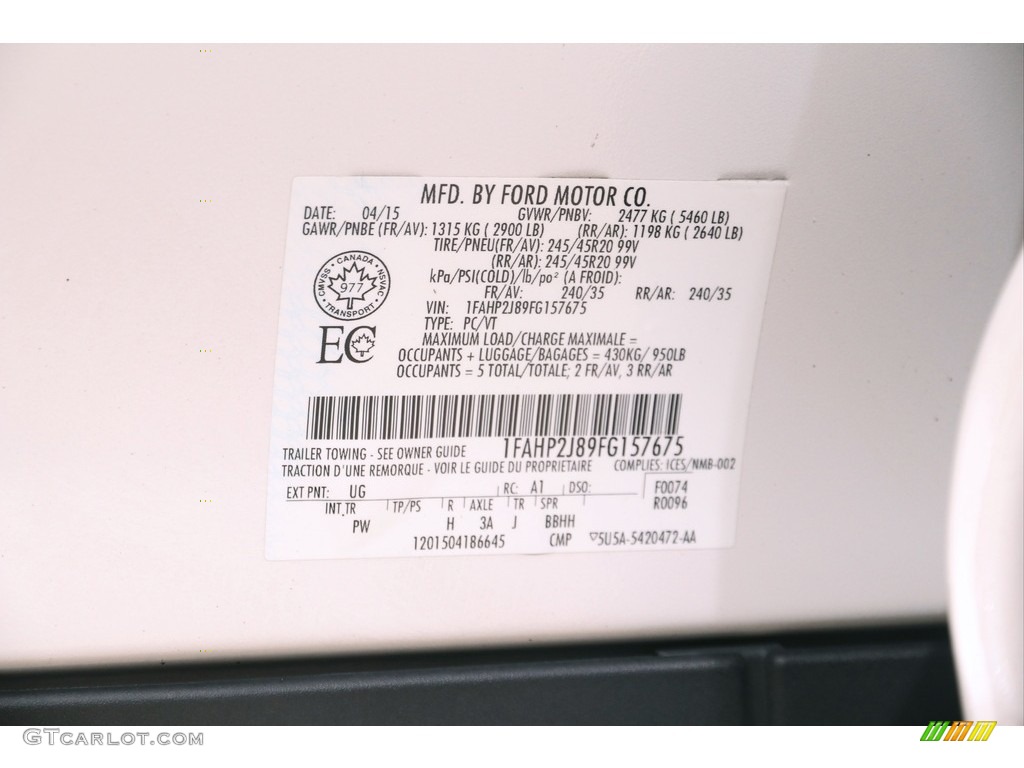 MFD. BY FORD MOTOR CO.
DATE: 04/15 GVWR/PNBV: 2477 KG ( 5460 LB)
GAWR/PNBE (FR/AV): 1315 KG ( 2900 LB) (RR/AR): 1198 KG ( 2640 LB)
TIRE/PNEU(FR/AV): 245/45R20 99V
(RR/AR): 245/45R20 99V
kPa/PSI(COLD)/lb/po² (A FROID):
FR/AV: 240/35 RR/AR: 240/35
VIN: 1FAHP2J89FG157675
TYPE: PC/VT
MAXIMUM LOAD/CHARGE MAXIMALE =
OCCUPANTS + LUGGAGE/BAGAGES = 430KG/ 950LB
OCCUPANTS = 5 TOTAL/TOTALE; 2 FR/AV, 3 RR/AR
CANADA
CMVSS 977 NSVAC
TRANSPORT
EC
1FAHP2J89FG157675
TRAILER TOWING - SEE OWNER GUIDE
TRACTION D'UNE REMORQUE - VOIR LE GUIDE DU PROPRIETAIRE COMPLIES: ICES/NMB-002
EXT PNT: UG RC: A1 DSO: F0074
INT TR TP/PS R AXLE TR SPR R0096
PW H 3A J BBHH
1201504186645 CMP ▽5U5A-5420472-AA
GTCarlot.com